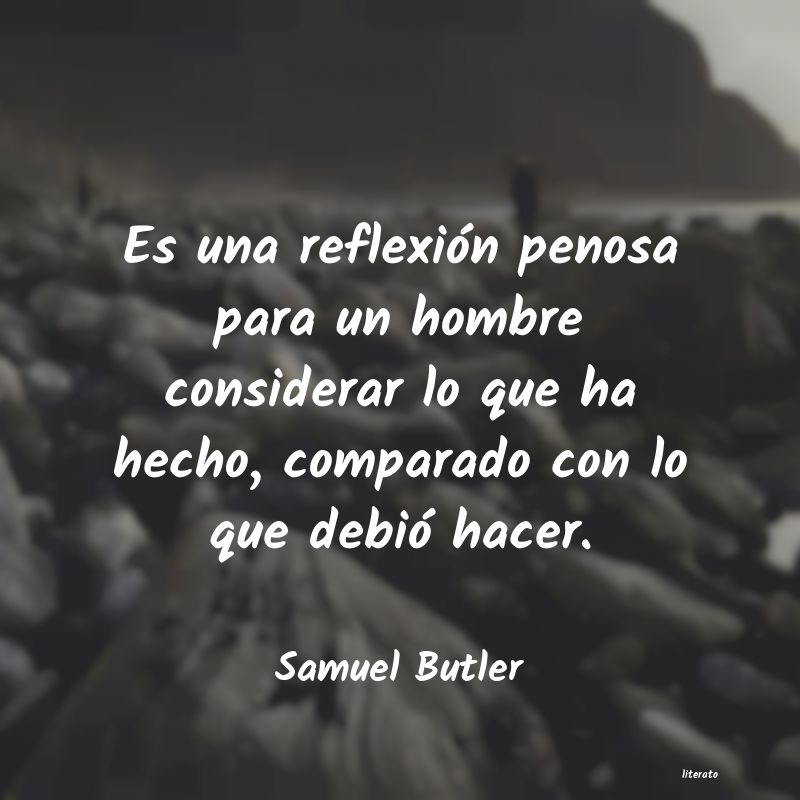 Es una reflexión penosa
para un hombre
considerar lo que ha
hecho, comparado con lo
que debió hacer.
Samuel Butler
literato